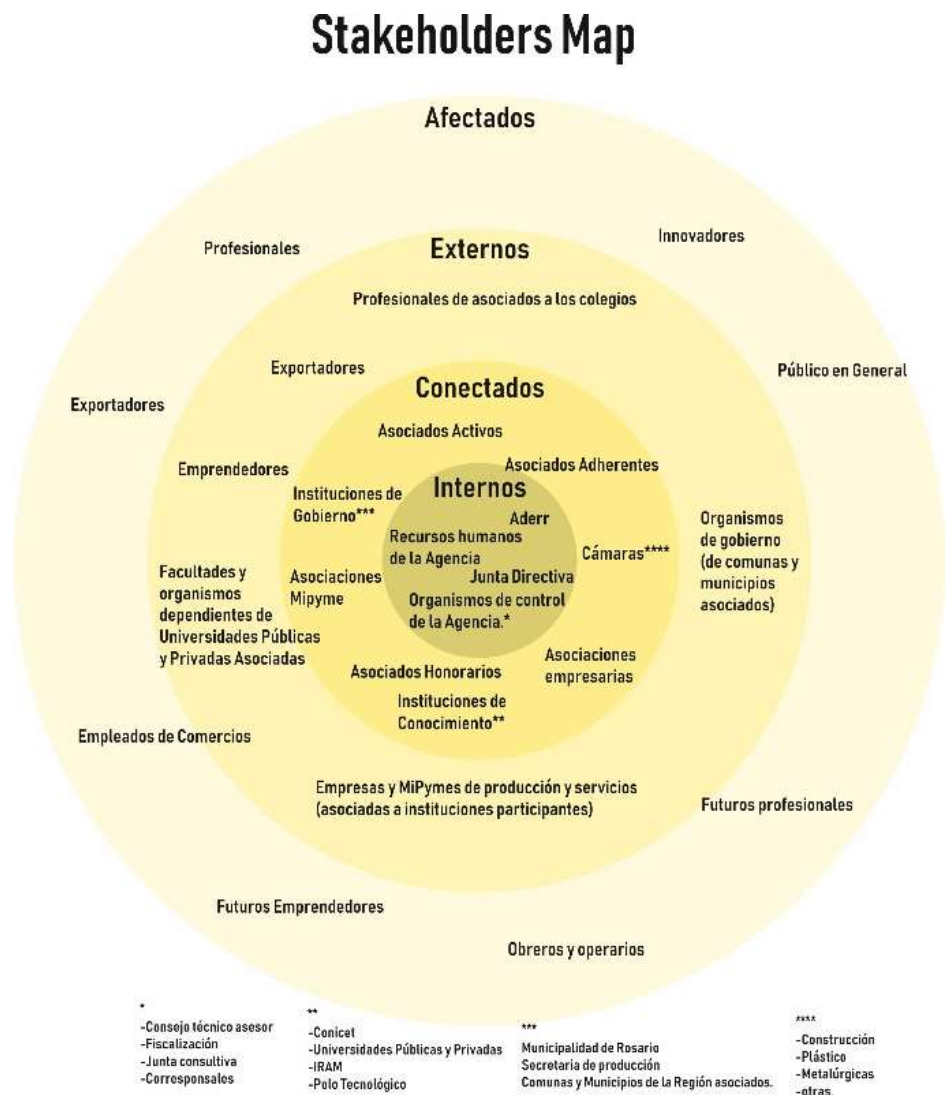 Stakeholders Map
Afectados
Profesionales
Innovadores
Externos
Profesionales de asociados a los colegios
Exportadores
Público en General
Exportadores
Conectados
Asociados Activos
Emprendedores
Asociados Adherentes
Instituciones de
Gobierno***
Internos
Aderr
Recursos humanos
de la Agencia
Junta Directiva
Organismos de control
de la Agencia.*
Cámaras****
Organismos
de gobierno
(de comunas y
municipios
asociados)
Facultades y
organismos
dependientes de
Universidades Públicas
y Privadas Asociadas
Asociaciones
Mipyme
Asociaciones
empresarias
Asociados Honorarios
Instituciones de
Conocimiento**
Empleados de Comercios
Empresas y MiPymes de producción y servicios
(asociadas a instituciones participantes)
Futuros profesionales
Futuros Emprendedores
Obreros y operarios
*
-Consejo técnico asesor
-Fiscalización
-Junta consultiva
-Corresponsales
**
-Conicet
-Universidades Públicas y Privadas
-IRAM
-Polo Tecnológico
***
Municipalidad de Rosario
Secretaria de producción
Comunas y Municipios de la Región asociados.
****
-Construcción
-Plástico
-Metalúrgicas
-otras.